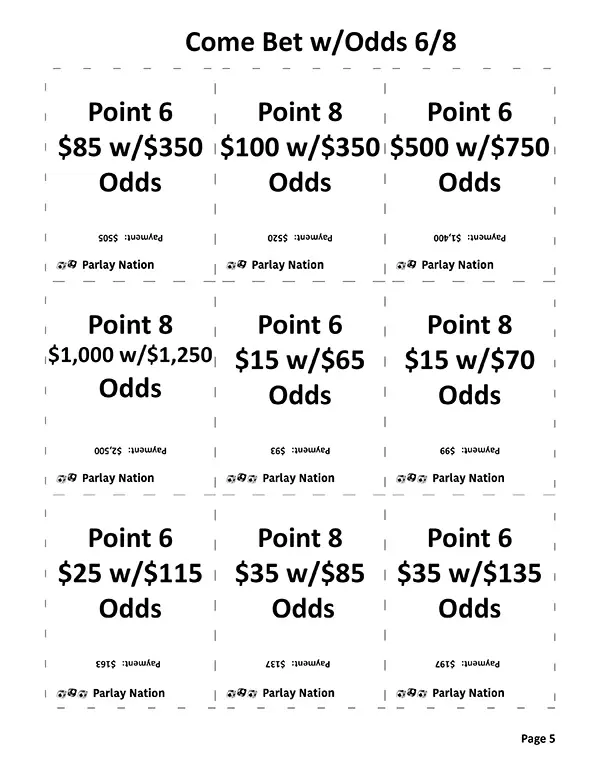 Come Bet w/Odds 6/8
Point 6
$85 w/$350
Odds
Payment: $505
Parlay Nation
Point 8
$100 w/$350
Odds
Payment: $520
Parlay Nation
Point 6
$500 w/$750
Odds
Payment: $1,400
Parlay Nation
Point 8
$1,000 w/$1,250
Odds
Payment: $2,500
Parlay Nation
Point 6
$15 w/$65
Odds
Payment: $93
Parlay Nation
Point 8
$15 w/$70
Odds
Payment: $99
Parlay Nation
Point 6
$25 w/$115
Odds
Payment: $163
Parlay Nation
Point 8
$35 w/$85
Odds
Payment: $137
Parlay Nation
Point 6
$35 w/$135
Odds
Payment: $197
Parlay Nation
Page 5